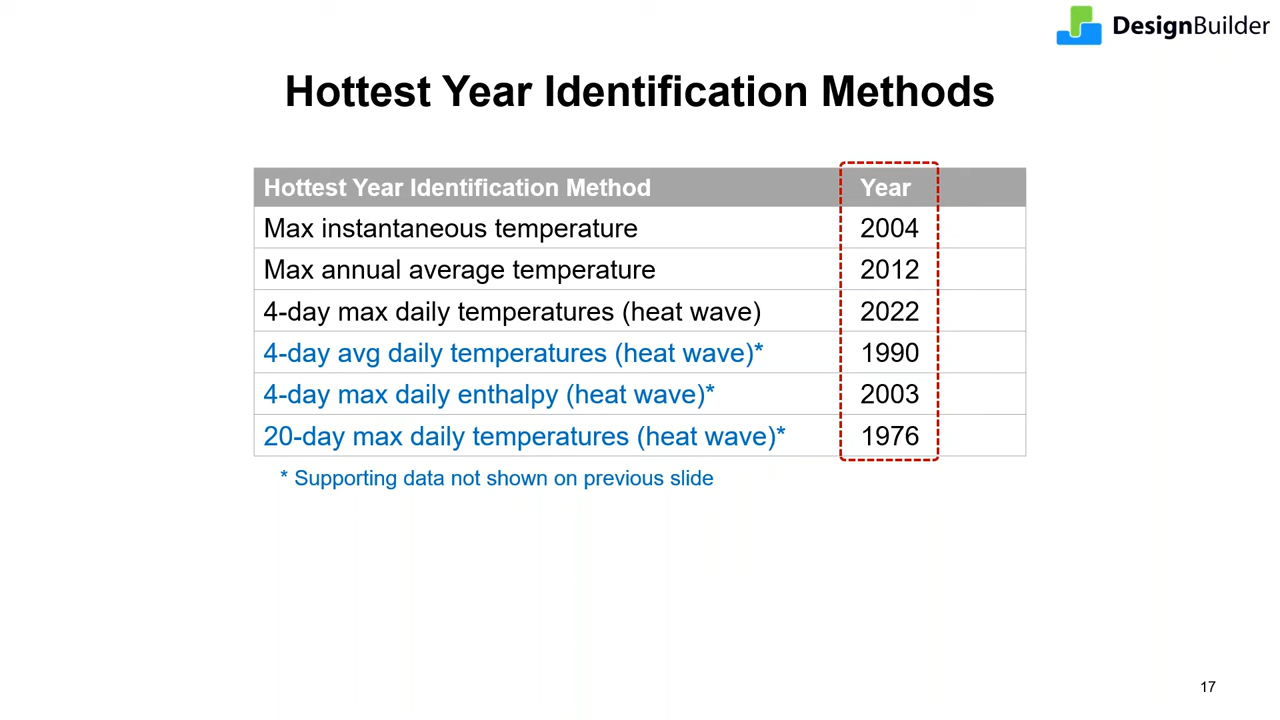 DesignBuilder
Hottest Year Identification Methods
Hottest Year Identification Method Year
Max instantaneous temperature 2004
Max annual average temperature 2012
4-day max daily temperatures (heat wave) 2022
4-day avg daily temperatures (heat wave)* 1990
4-day max daily enthalpy (heat wave)* 2003
20-day max daily temperatures (heat wave)* 1976
* Supporting data not shown on previous slide
17